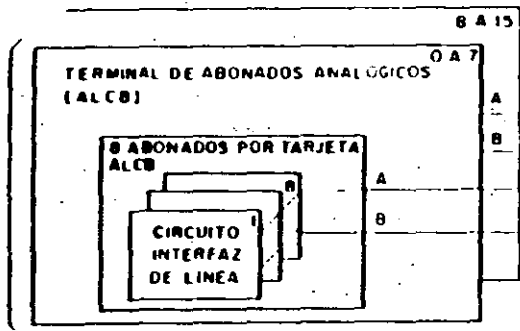 8 A 15
0 A 7
TERMINAL DE ABONADOS ANALOGICOS
(ALCB)
A
B
8 ABONADOS POR TARJETA
ALCB
8
A
1
B
CIRCUITO
INTERFAZ
DE LINEA